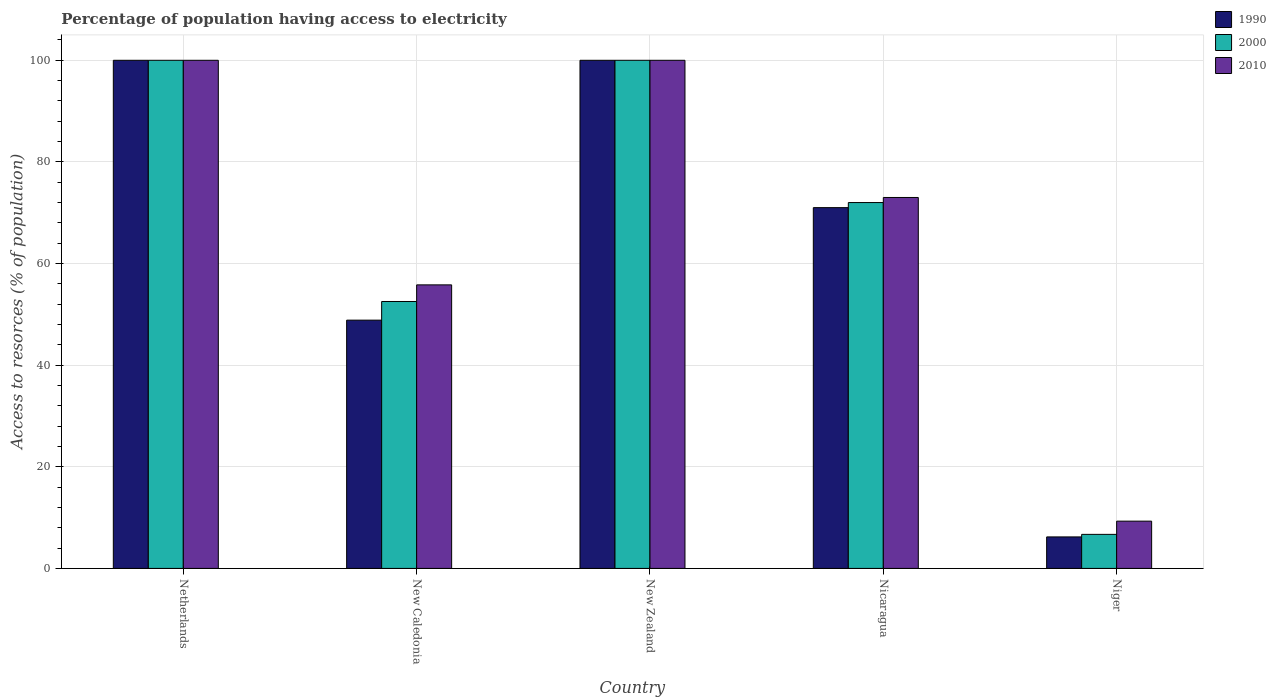 Percentage of population having access to electricity
1990
2000
2010
Access to resorces (% of population)
100
80
60
40
20
0
Netherlands
New Caledonia
New Zealand
Nicaragua
Niger
Country